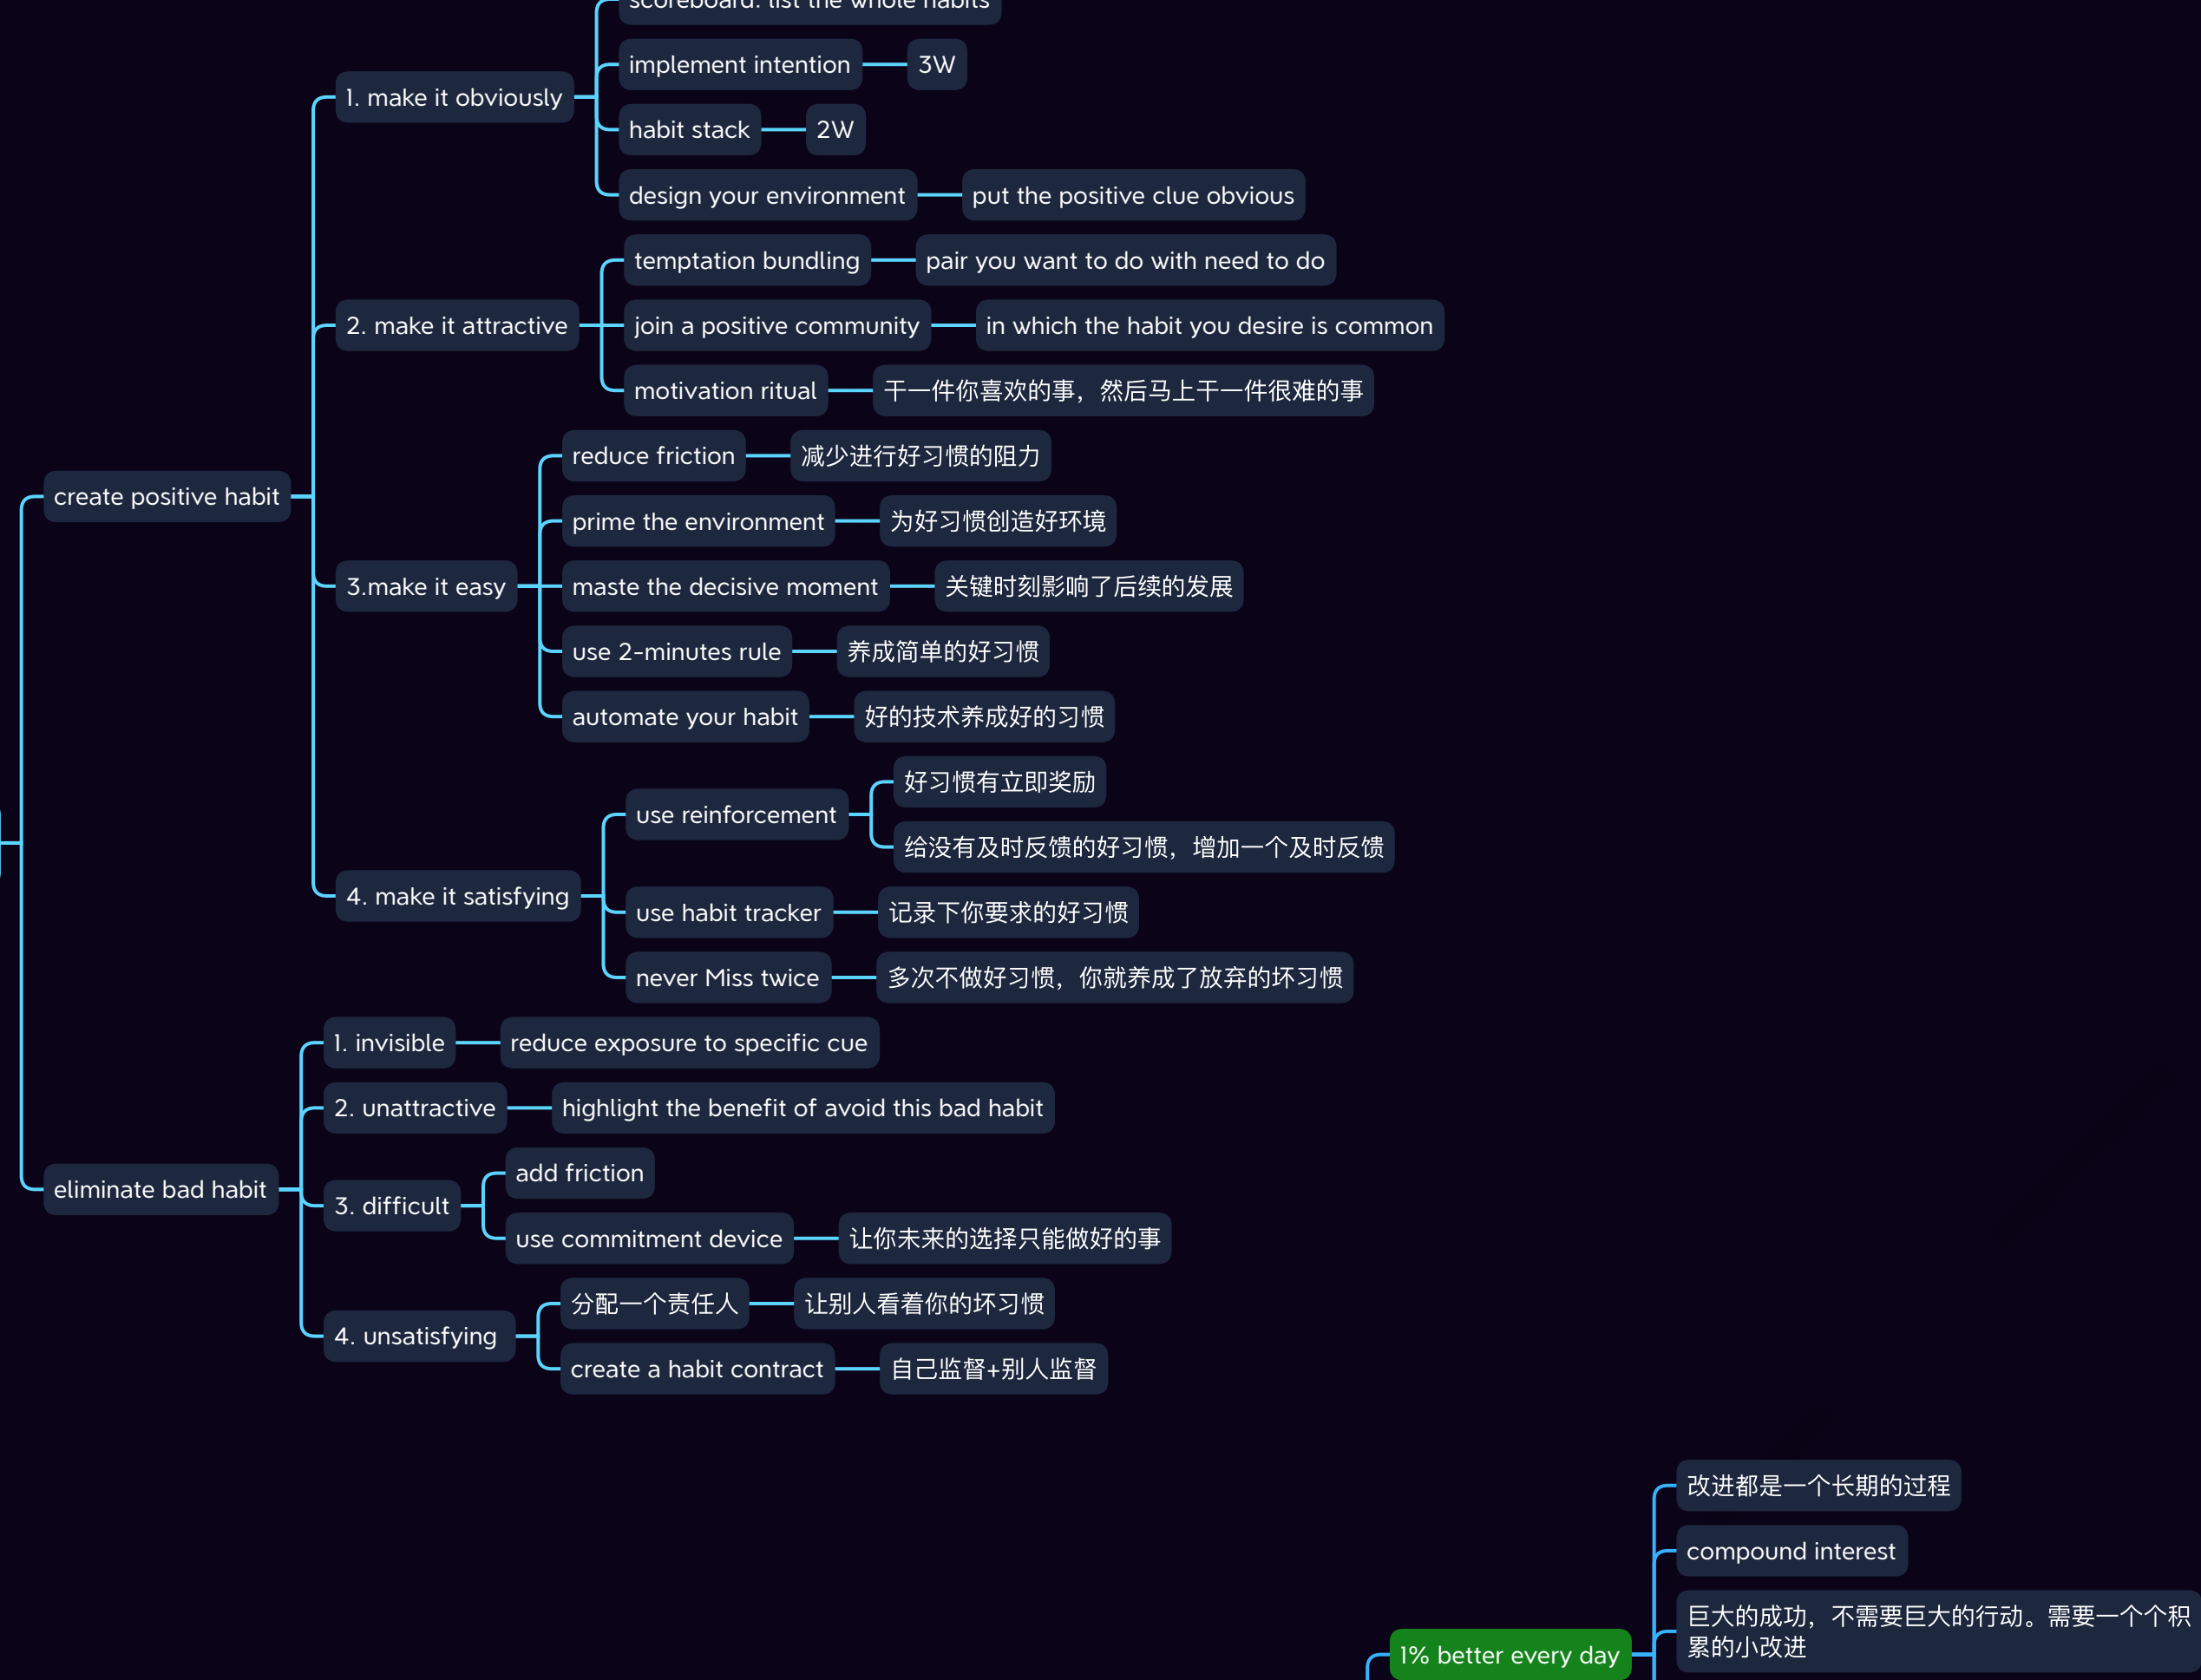 scoreboard: list the whole habits
implement intention
3W
1. make it obviously
habit stack
2W
design your environment
put the positive clue obvious
temptation bundling
pair you want to do with need to do
2. make it attractive
join a positive community
in which the habit you desire is common
motivation ritual
干一件你喜欢的事，然后马上干一件很难的事
reduce friction
减少进行好习惯的阻力
create positive habit
prime the environment
为好习惯创造好环境
3.make it easy
maste the decisive moment
关键时刻影响了后续的发展
use 2-minutes rule
养成简单的好习惯
automate your habit
好的技术养成好的习惯
use reinforcement
好习惯有立即奖励
给没有及时反馈的好习惯，增加一个及时反馈
4. make it satisfying
use habit tracker
记录下你要求的好习惯
never Miss twice
多次不做好习惯，你就养成了放弃的坏习惯
1. invisible
reduce exposure to specific cue
2. unattractive
highlight the benefit of avoid this bad habit
eliminate bad habit
3. difficult
add friction
use commitment device
让你未来的选择只能做好的事
4. unsatisfying
分配一个责任人
让别人看着你的坏习惯
create a habit contract
自己监督+别人监督
改进都是一个长期的过程
compound interest
巨大的成功，不需要巨大的行动。需要一个个积
累的小改进
1% better every day